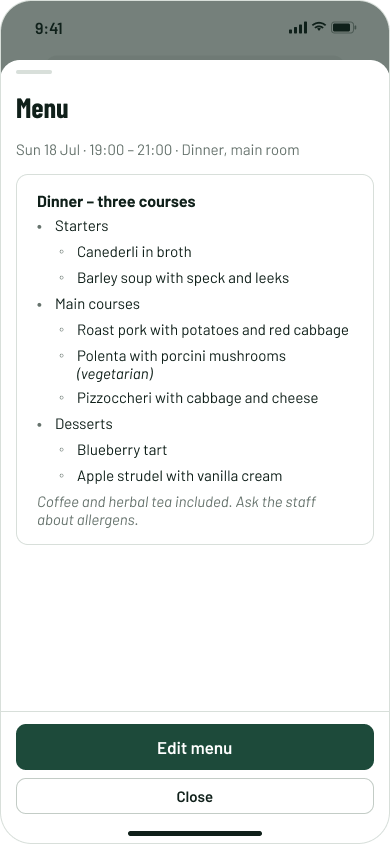 9:41
Menu
Sun 18 Jul · 19:00 – 21:00 · Dinner, main room
Dinner – three courses
• Starters
◦ Canederli in broth
◦ Barley soup with speck and leeks
• Main courses
◦ Roast pork with potatoes and red cabbage
◦ Polenta with porcini mushrooms
(vegetarian)
◦ Pizzoccheri with cabbage and cheese
• Desserts
◦ Blueberry tart
◦ Apple strudel with vanilla cream
Coffee and herbal tea included. Ask the staff
about allergens.
Edit menu
Close